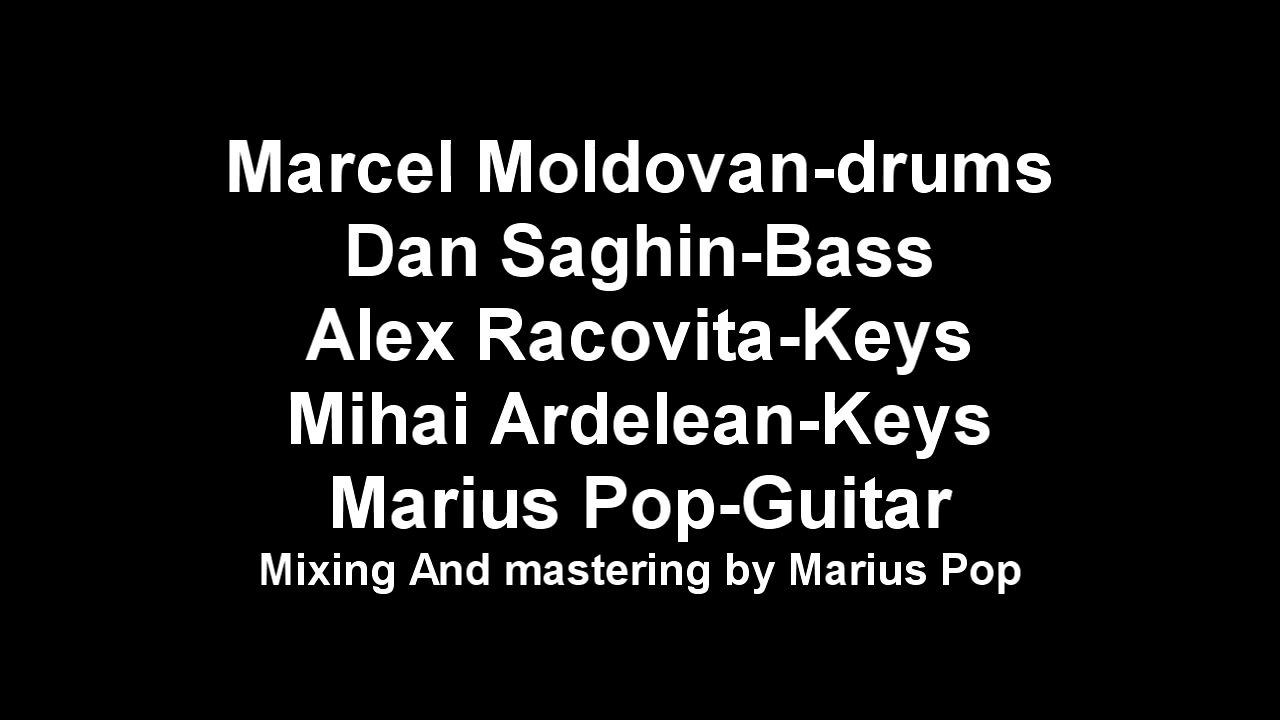 Marcel Moldovan-drums
Dan Saghin-Bass
Alex Racovita-Keys
Mihai Ardelean-Keys
Marius Pop-Guitar
Mixing And mastering by Marius Pop